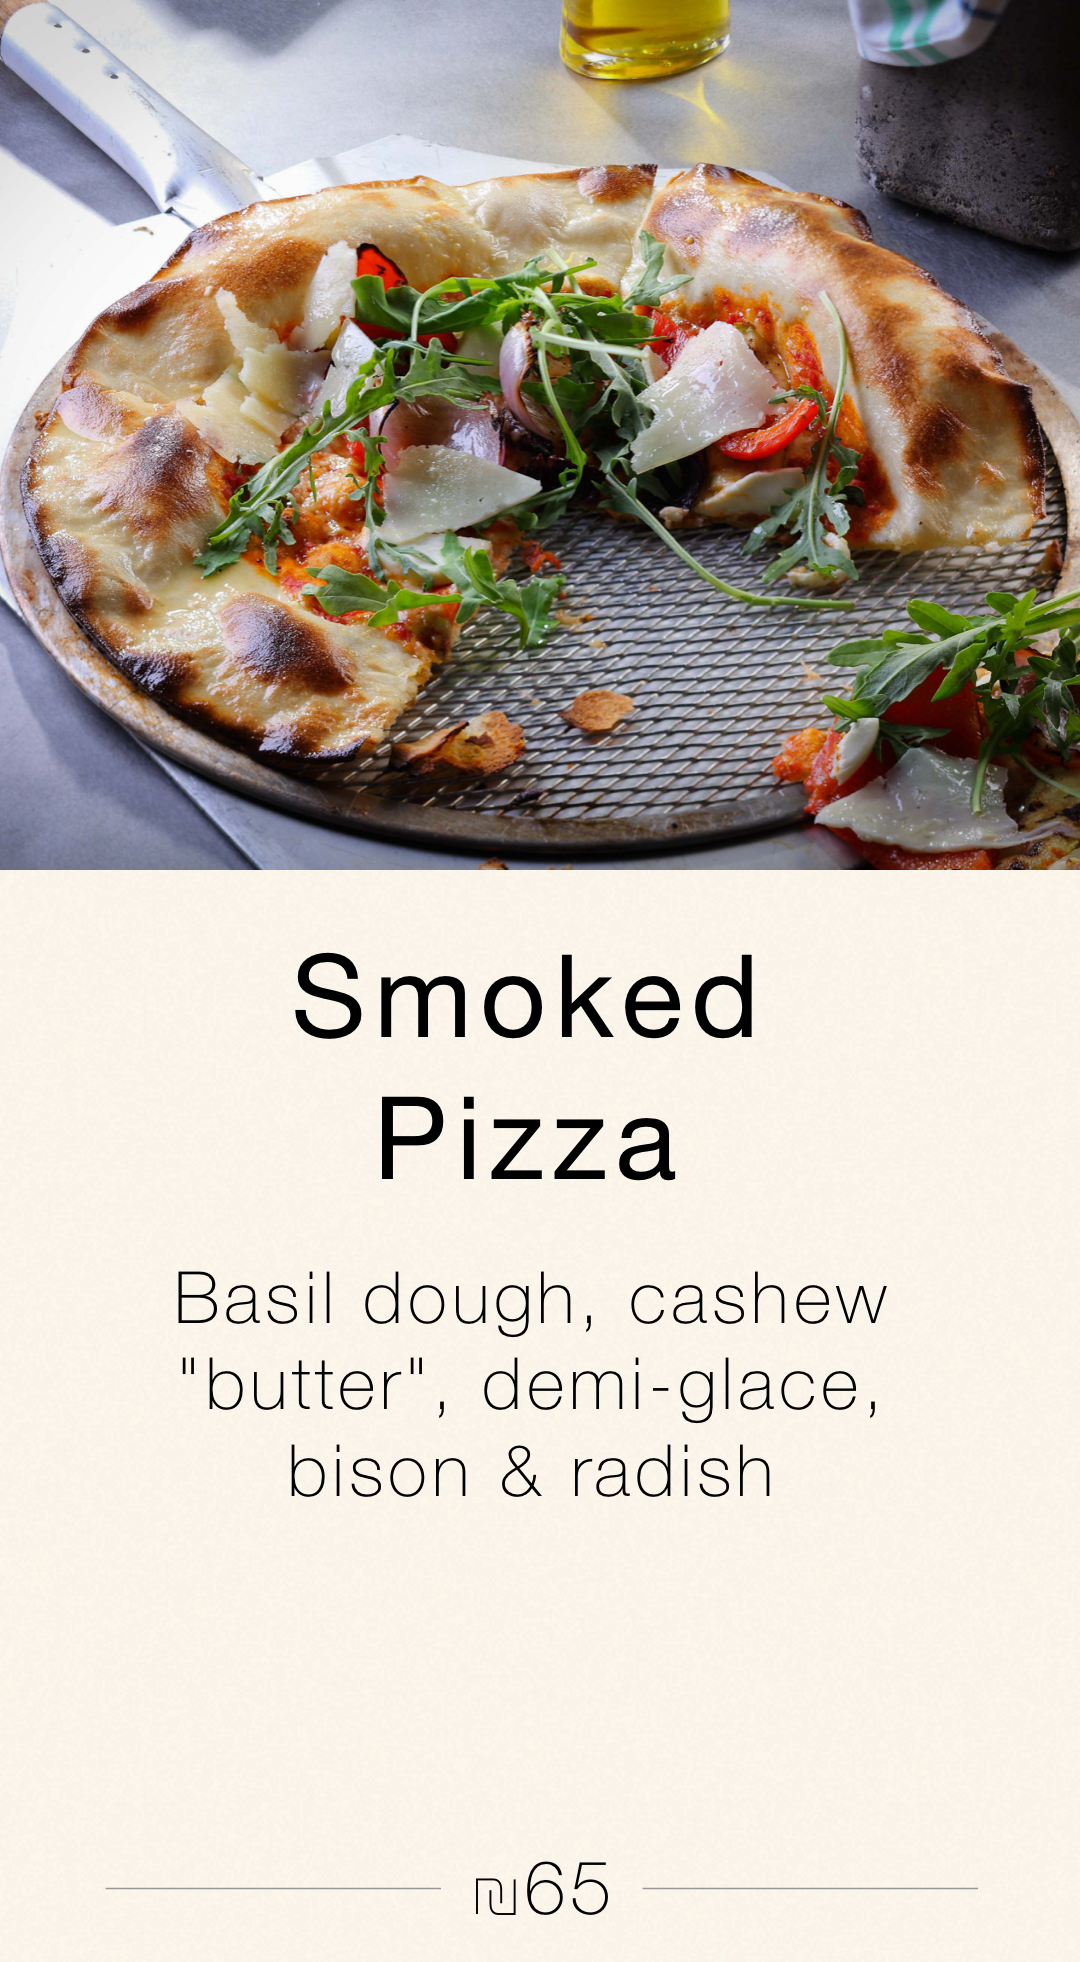 Smoked
Pizza
Basil dough, cashew
"butter", demi-glace,
bison & radish
₪65